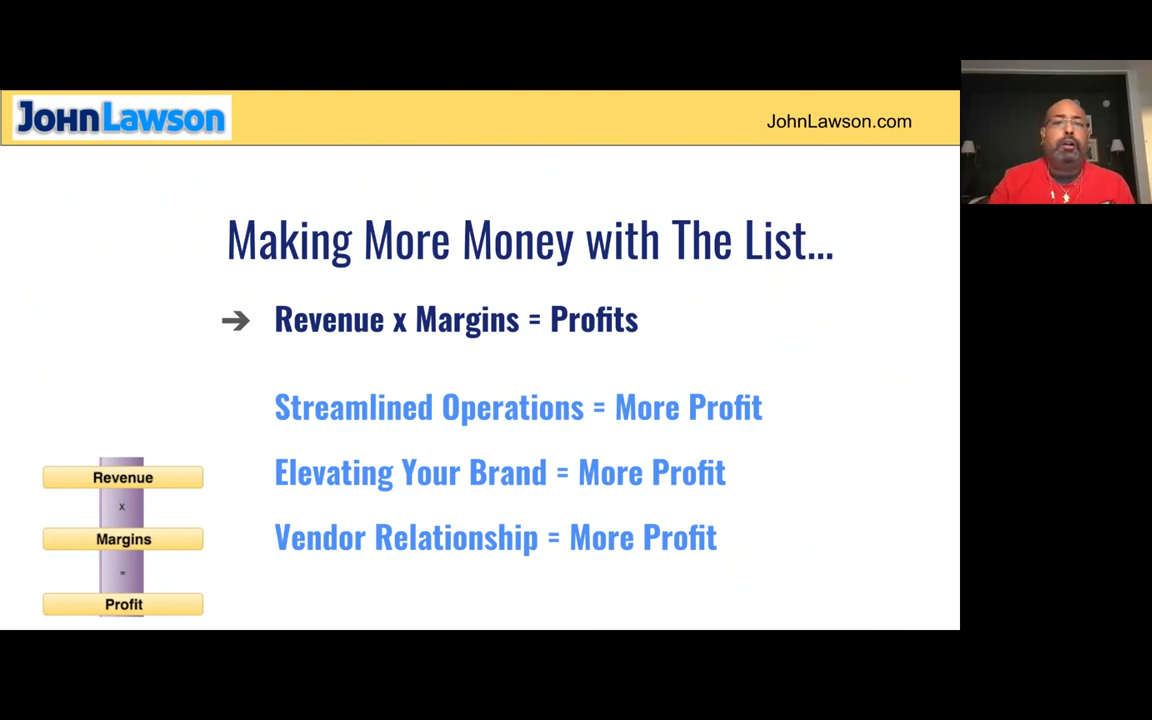 JohnLawson
JohnLawson.com
Making More Money with The List...
➔ Revenue x Margins = Profits
Streamlined Operations = More Profit
Elevating Your Brand = More Profit
Vendor Relationship = More Profit
Revenue
x
Margins
=
Profit